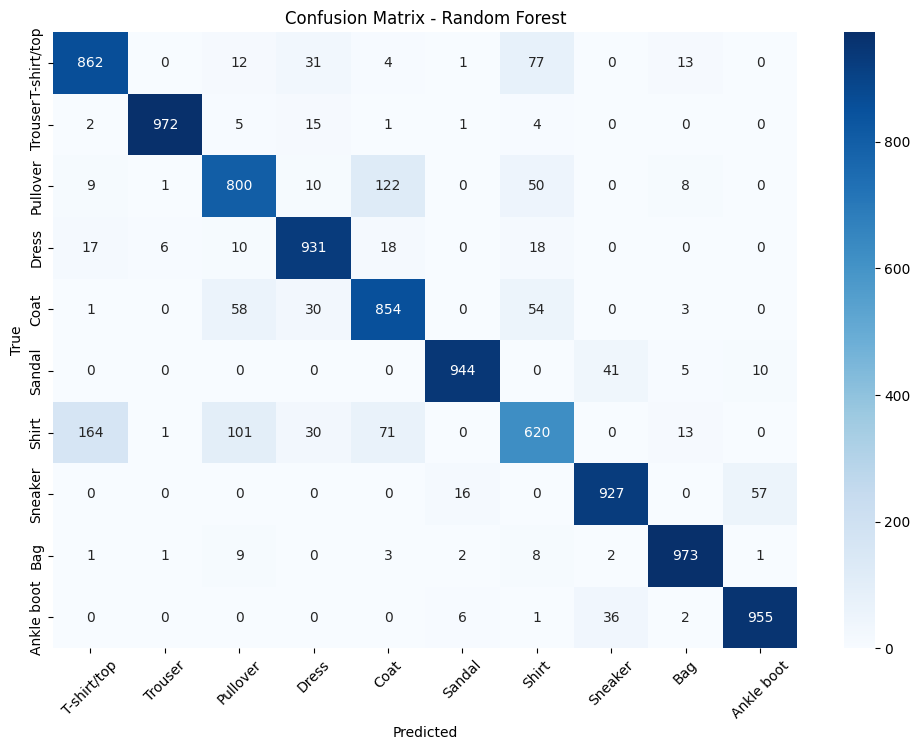 Confusion Matrix - Random Forest
True
T-shirt/top 862 0 12 31 4 1 77 0 13 0
Trouser 2 972 5 15 1 1 4 0 0 0
Pullover 9 1 800 10 122 0 50 0 8 0
Dress 17 6 10 931 18 0 18 0 0 0
Coat 1 0 58 30 854 0 54 0 3 0
Sandal 0 0 0 0 0 944 0 41 5 10
Shirt 164 1 101 30 71 0 620 0 13 0
Sneaker 0 0 0 0 0 16 0 927 0 57
Bag 1 1 9 0 3 2 8 2 973 1
Ankle boot 0 0 0 0 0 6 1 36 2 955
T-shirt/top Trouser Pullover Dress Coat Sandal Shirt Sneaker Bag Ankle boot
Predicted
800
600
400
200
0